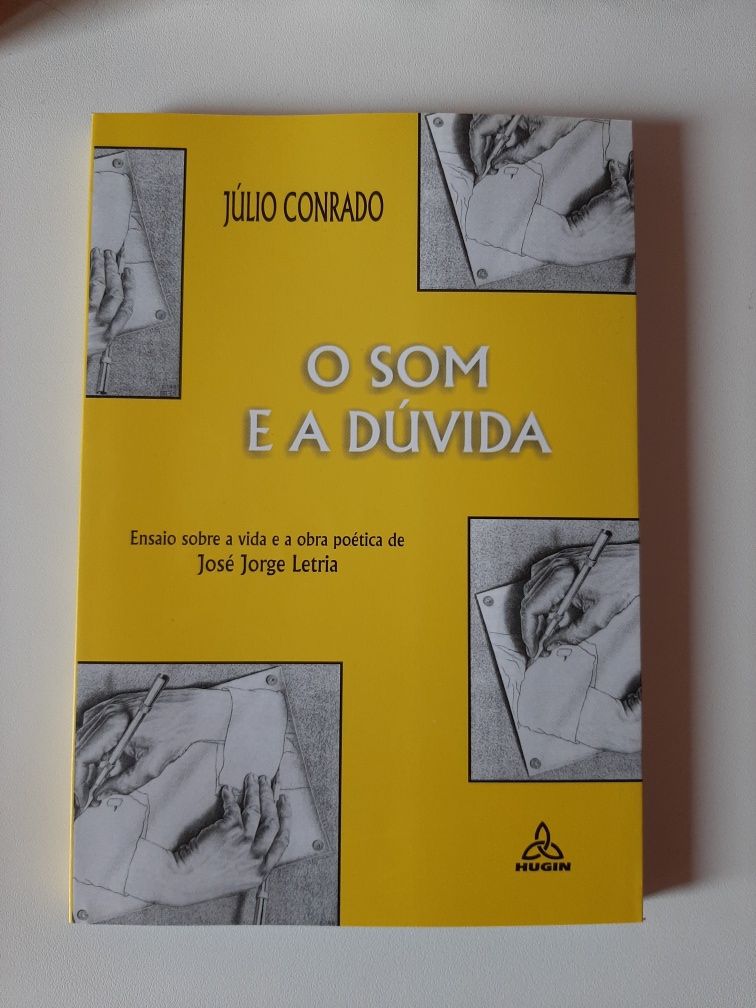 JÚLIO CONRADO
O SOM
E A DÚVIDA
Ensaio sobre a vida e a obra poética de
José Jorge Letria
HUGIN